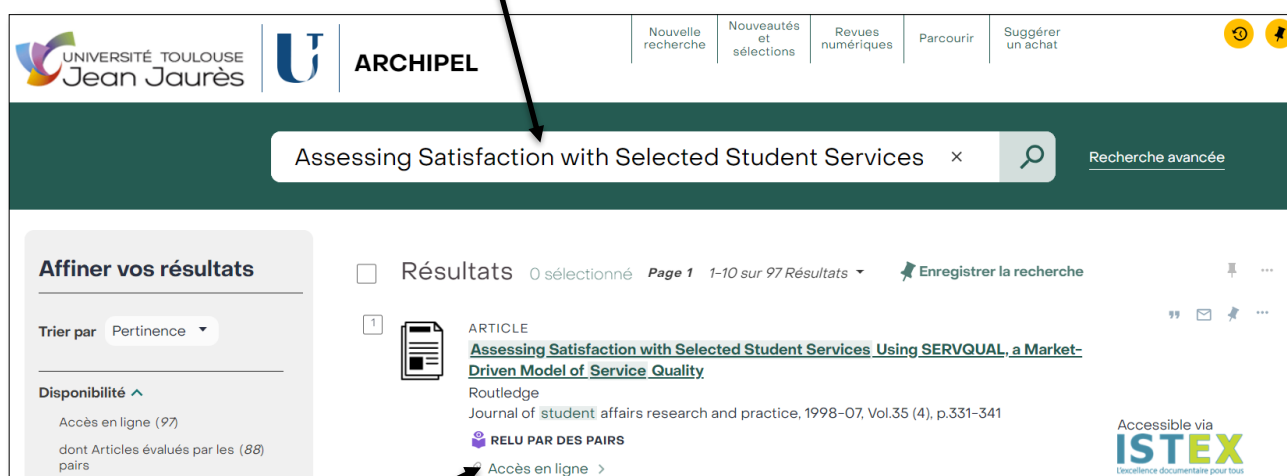 UNIVERSITÉ TOULOUSE
Jean Jaurès
UT
ARCHIPEL
Nouvelle
recherche
Nouveautés
et
sélections
Revues
numériques
Parcourir
Suggérer
un achat
Assessing Satisfaction with Selected Student Services ×
Recherche avancée
Affiner vos résultats
Trier par Pertinence
Disponibilité
Accès en ligne (97)
dont Articles évalués par les (88)
pairs
Résultats 0 sélectionné Page 1 1-10 sur 97 Résultats Enregistrer la recherche
1
ARTICLE
Assessing Satisfaction with Selected Student Services Using SERVQUAL, a Market-
Driven Model of Service Quality
Routledge
Journal of student affairs research and practice, 1998-07, Vol.35 (4), p.331-341
RELU PAR DES PAIRS
Accès en ligne >
Accessible via
ISTEX
L'excellence documentaire pour tous